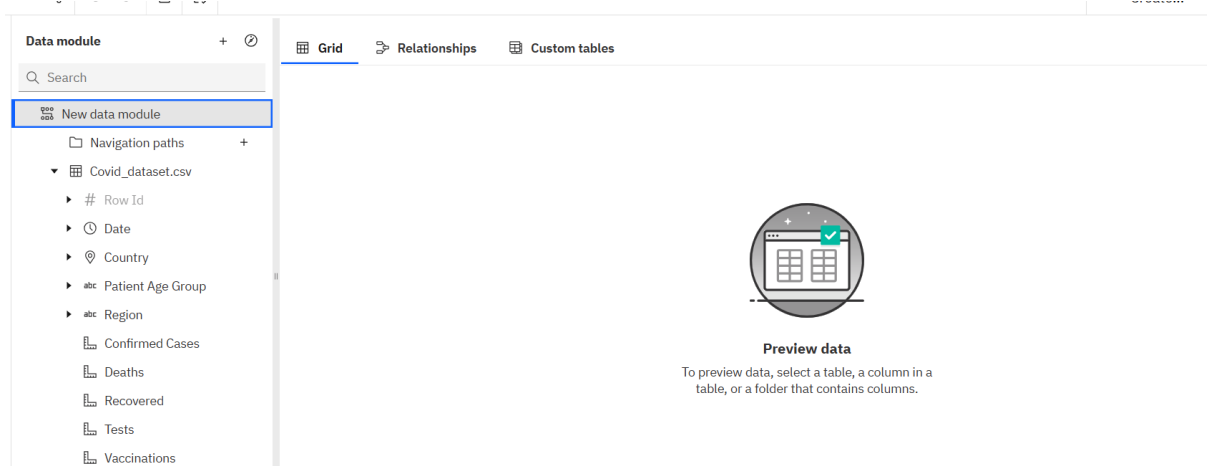 Data module
+
Grid
Relationships
Custom tables
Search
New data module
Navigation paths
+
Covid_dataset.csv
# Row Id
Date
Country
abc Patient Age Group
abc Region
Confirmed Cases
Deaths
Recovered
Tests
Vaccinations
Preview data
To preview data, select a table, a column in a
table, or a folder that contains columns.